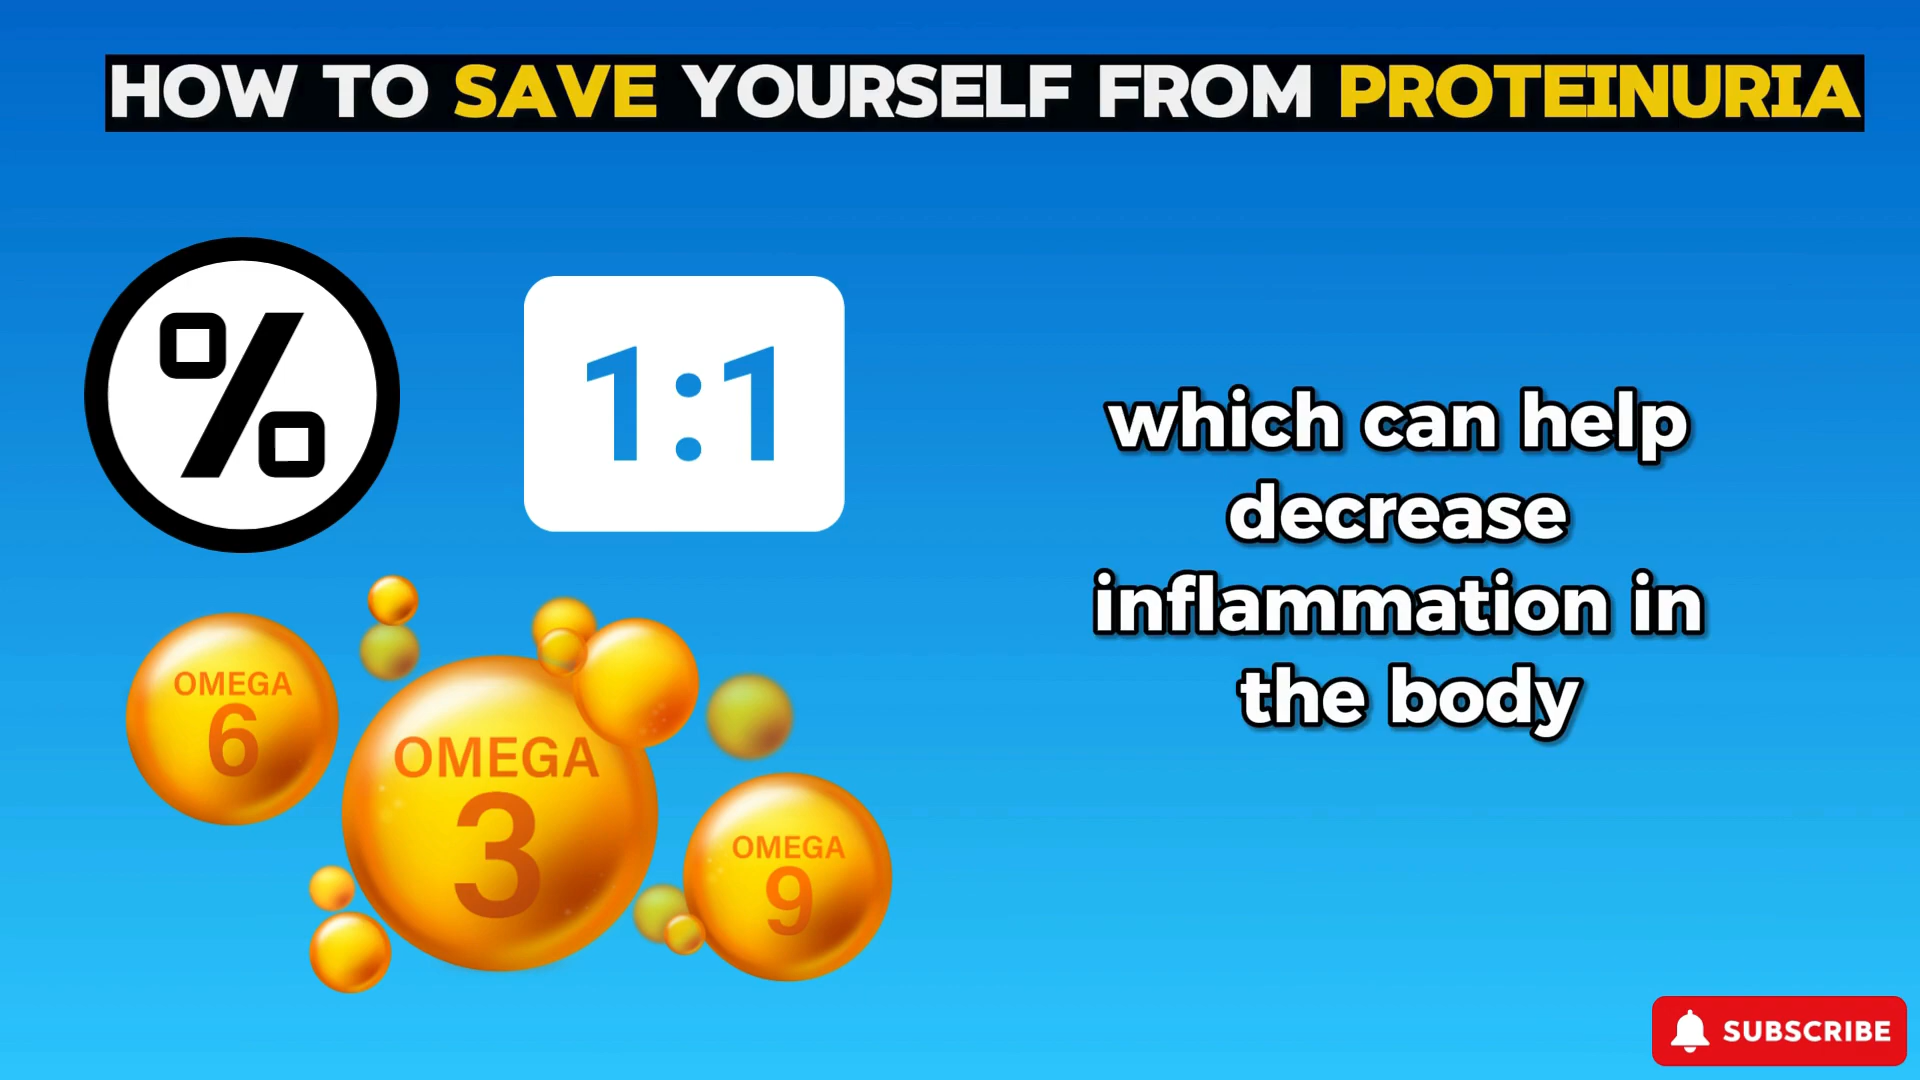 HOW TO SAVE YOURSELF FROM PROTEINURIA
%
1:1
which can help
decrease
inflammation in
the body
OMEGA
6
OMEGA
3
OMEGA
9
SUBSCRIBE